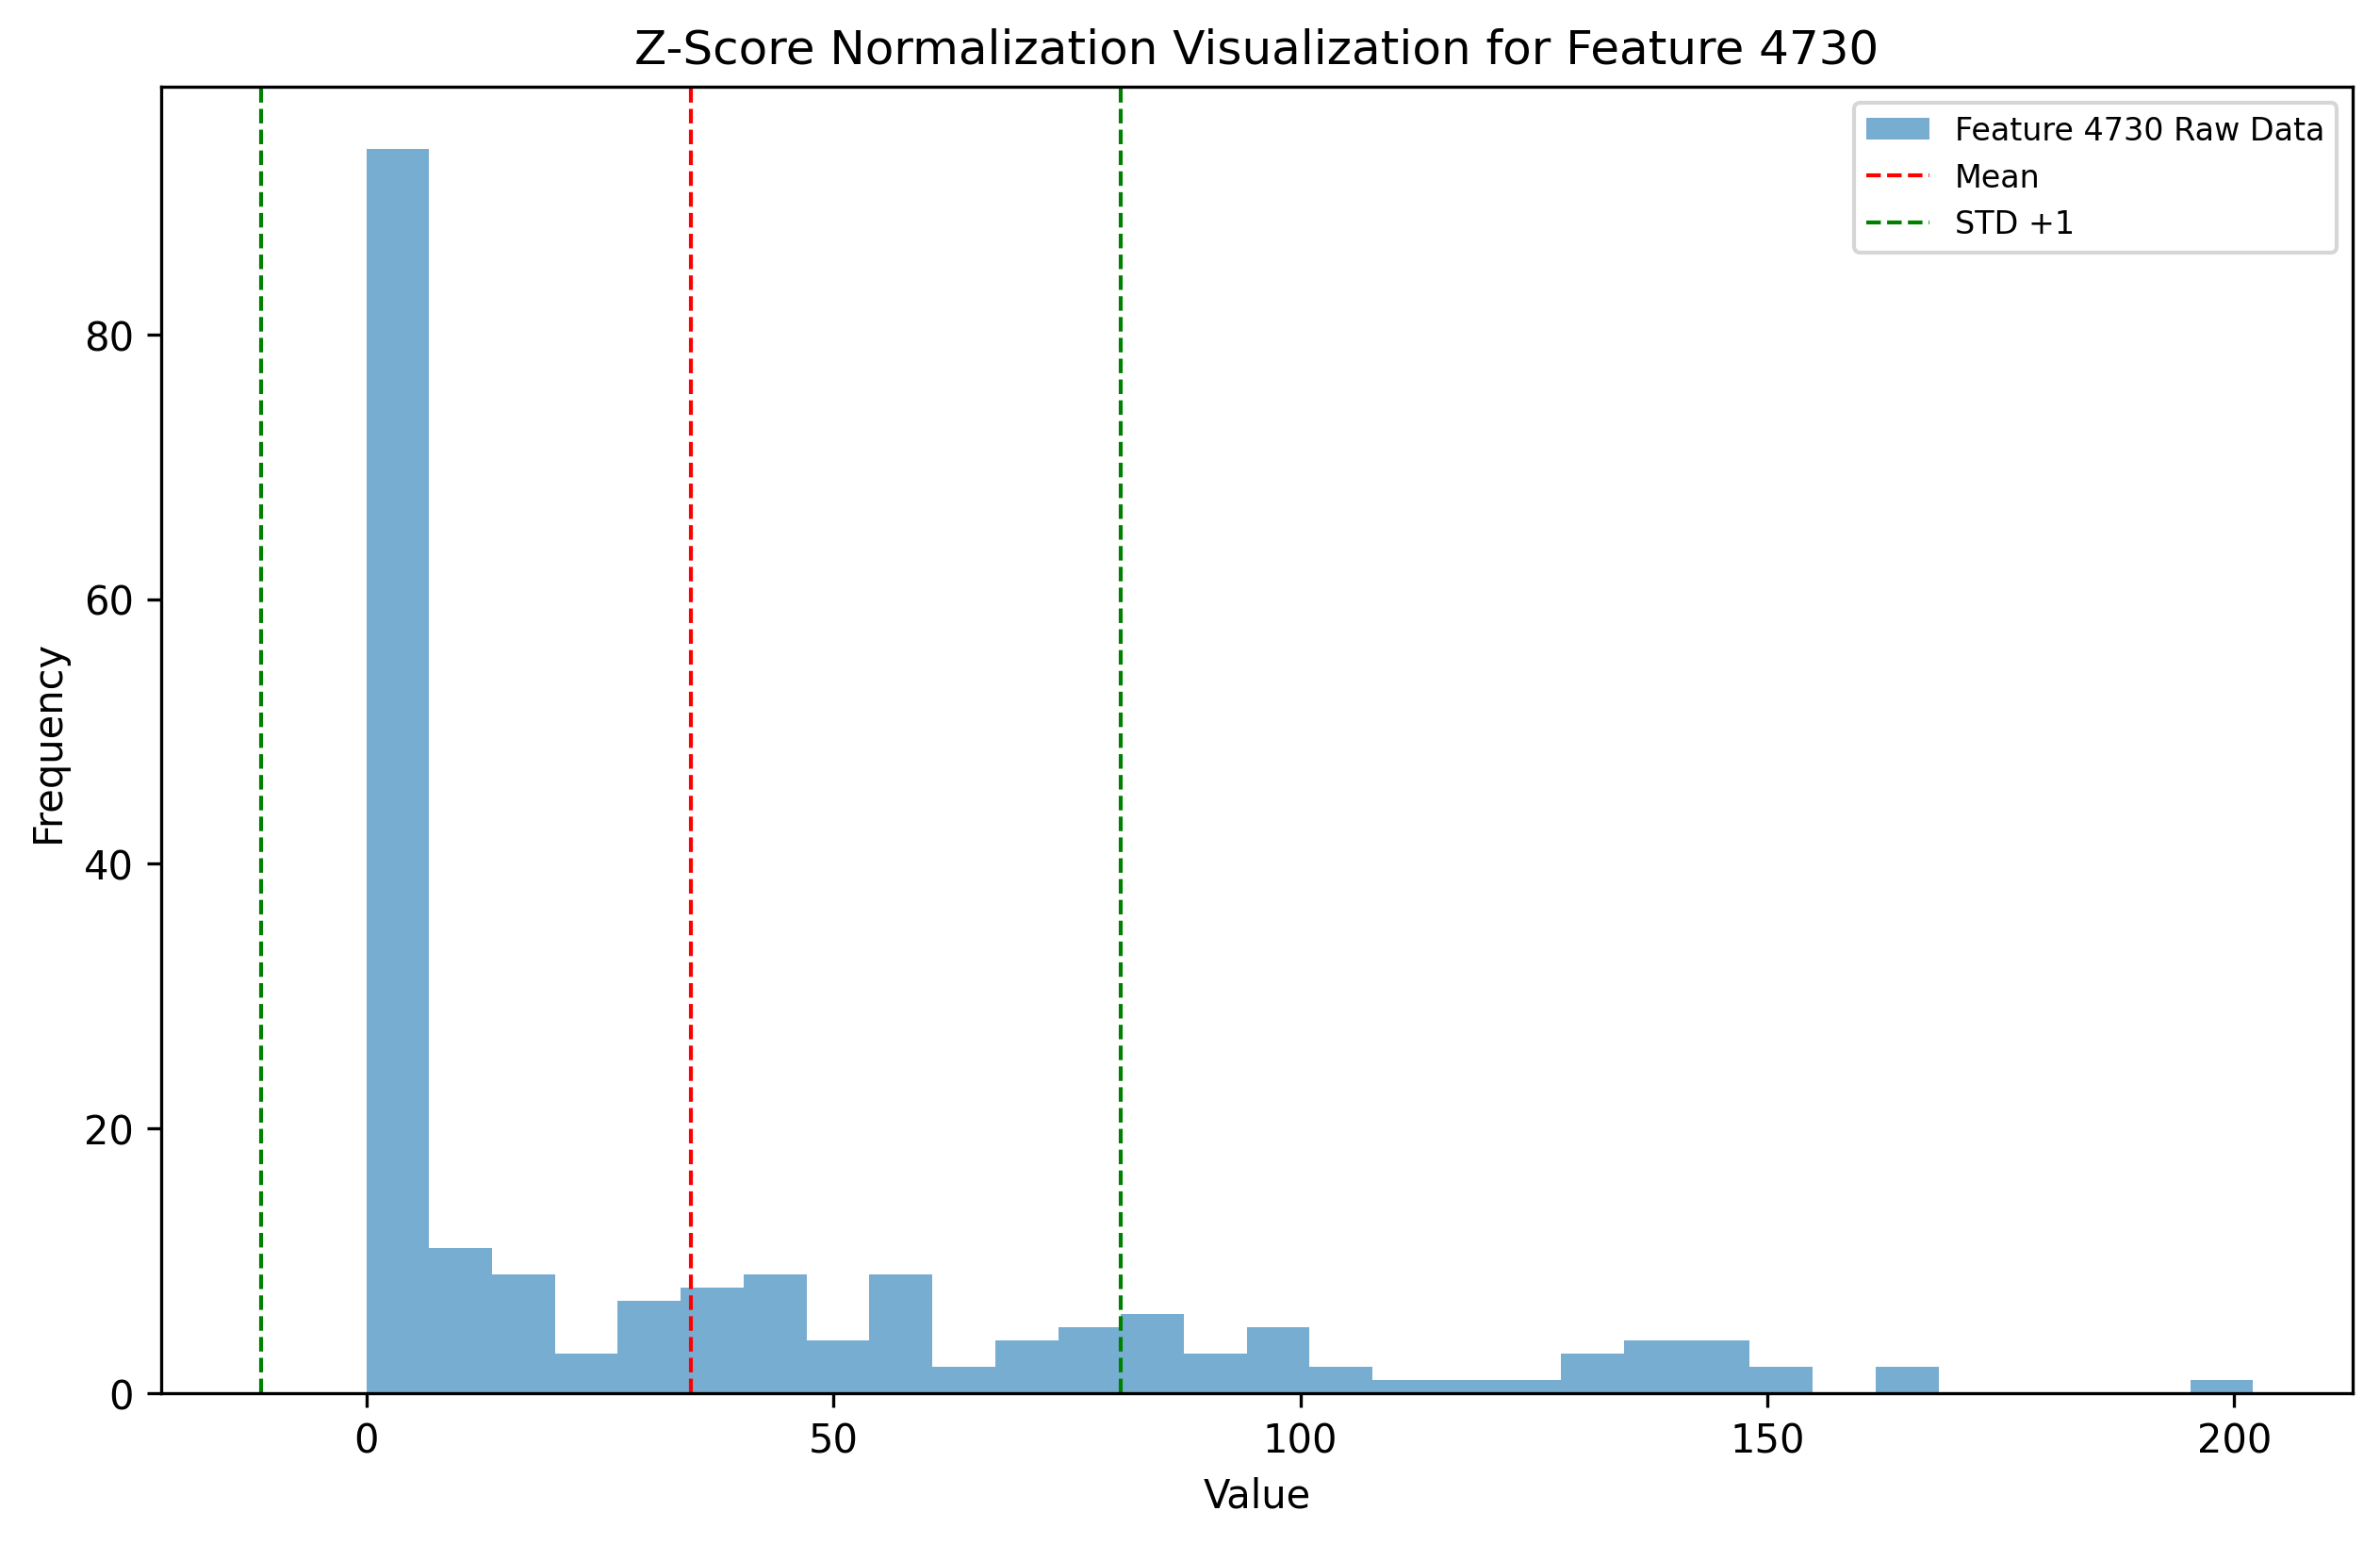 Z-Score Normalization Visualization for Feature 4730
Feature 4730 Raw Data
Mean
STD +1
Frequency
80
60
40
20
0
0 50 100 150 200
Value